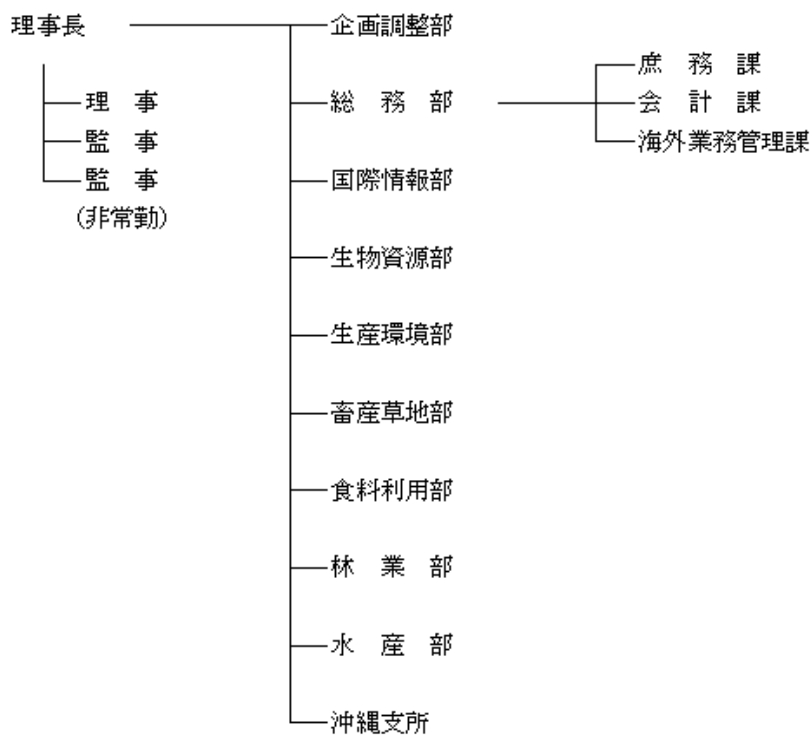 理事長
企画調整部
庶　務　課
理　事
総　務　部
会　計　課
監　事
海外業務管理課
監　事
国際情報部
(非常勤)
生物資源部
生産環境部
畜産草地部
食料利用部
林　業　部
水　産　部
沖縄支所